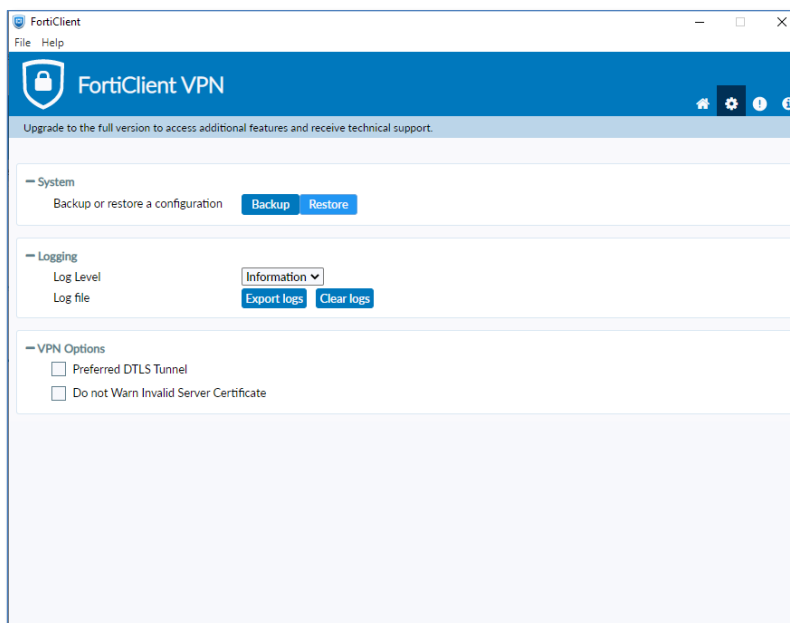 FortiClient
File Help
FortiClient VPN
Upgrade to the full version to access additional features and receive technical support.
System
Backup or restore a configuration Backup Restore
Logging
Log Level Information
Log file Export logs Clear logs
VPN Options
Preferred DTLS Tunnel
Do not Warn Invalid Server Certificate